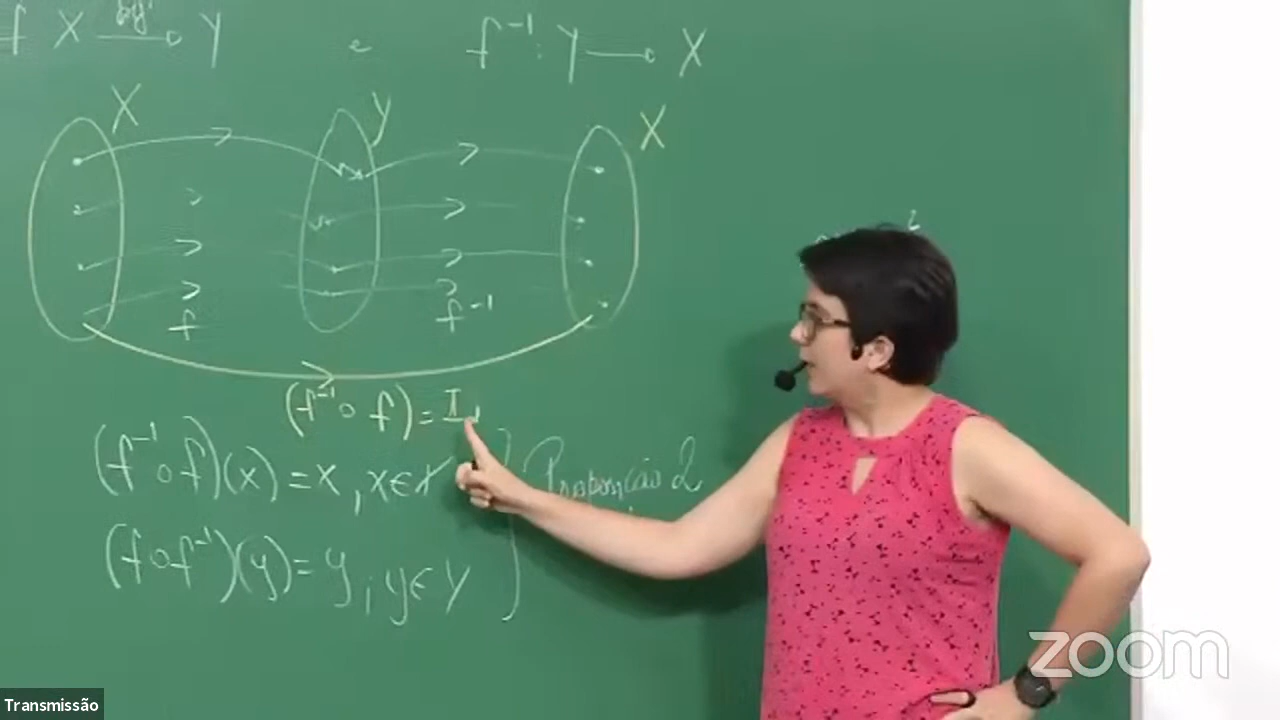 f X bij Y e f⁻¹: Y → X
X Y X
f f⁻¹
(f⁻¹ ∘ f) = I
(f⁻¹ ∘ f)(x) = x, x ∈ X
Proposição 2
(f ∘ f⁻¹)(y) = y, y ∈ Y
zoom
Transmissão